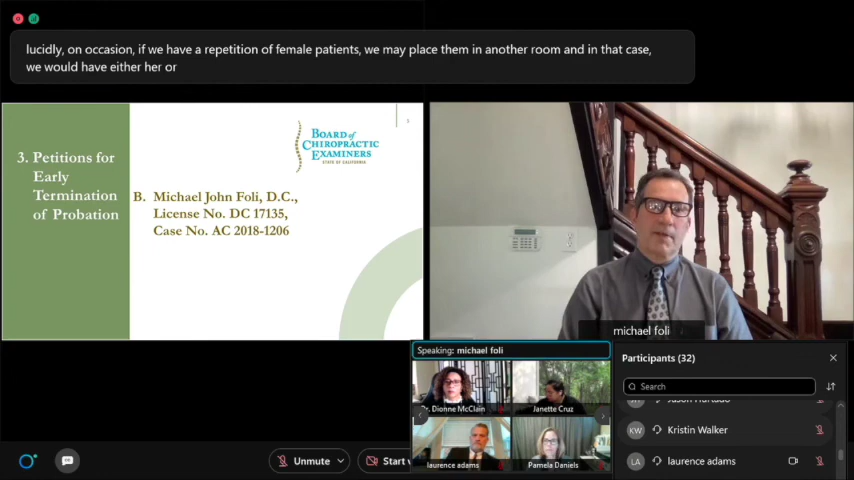 lucidly, on occasion, if we have a repetition of female patients, we may place them in another room and in that case,
we would have either her or
3. Petitions for
Early
Termination
of Probation
BOARD of
CHIROPRACTIC
EXAMINERS
STATE OF CALIFORNIA
B. Michael John Foli, D.C.,
License No. DC 17135,
Case No. AC 2018-1206
michael foli
Speaking: michael foli
Dr. Dionne McClain
Janette Cruz
laurence adams
Pamela Daniels
Participants (32)
Search
Jason Hurtado
KW Kristin Walker
LA laurence adams
Unmute
Start